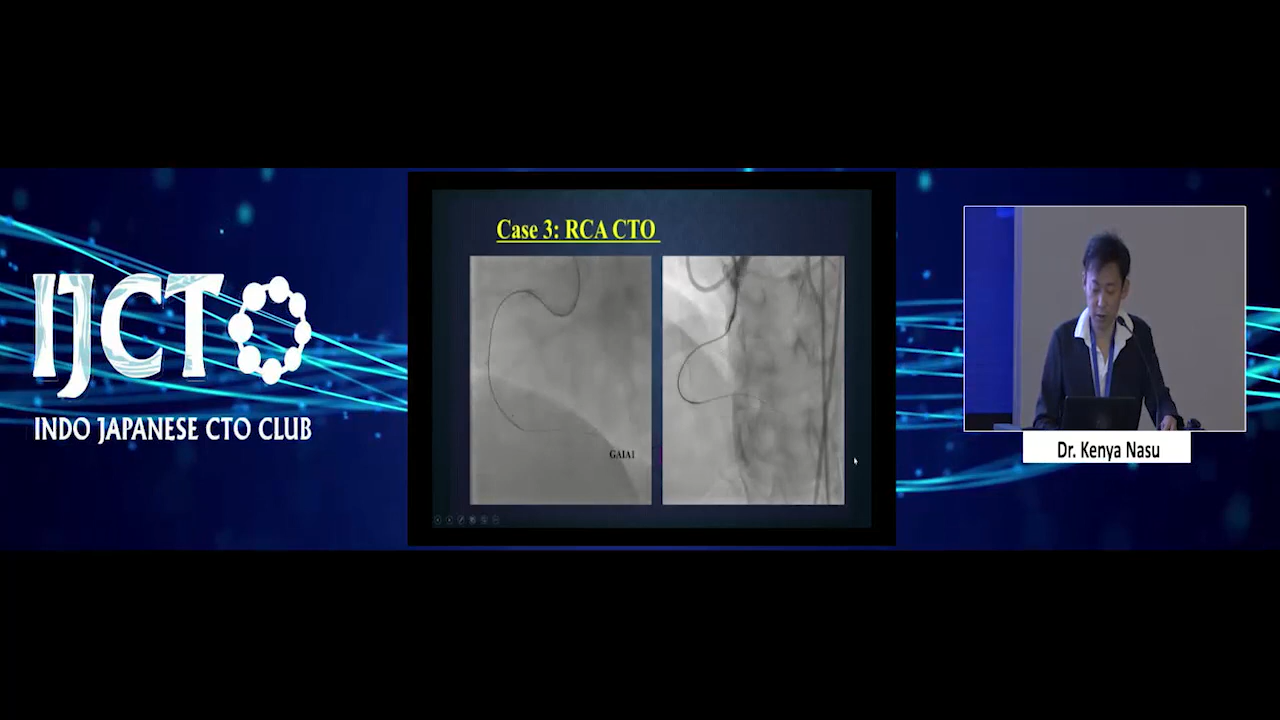 IJCTO
INDO JAPANESE CTO CLUB
Case 3: RCA CTO
GAIA1
Dr. Kenya Nasu